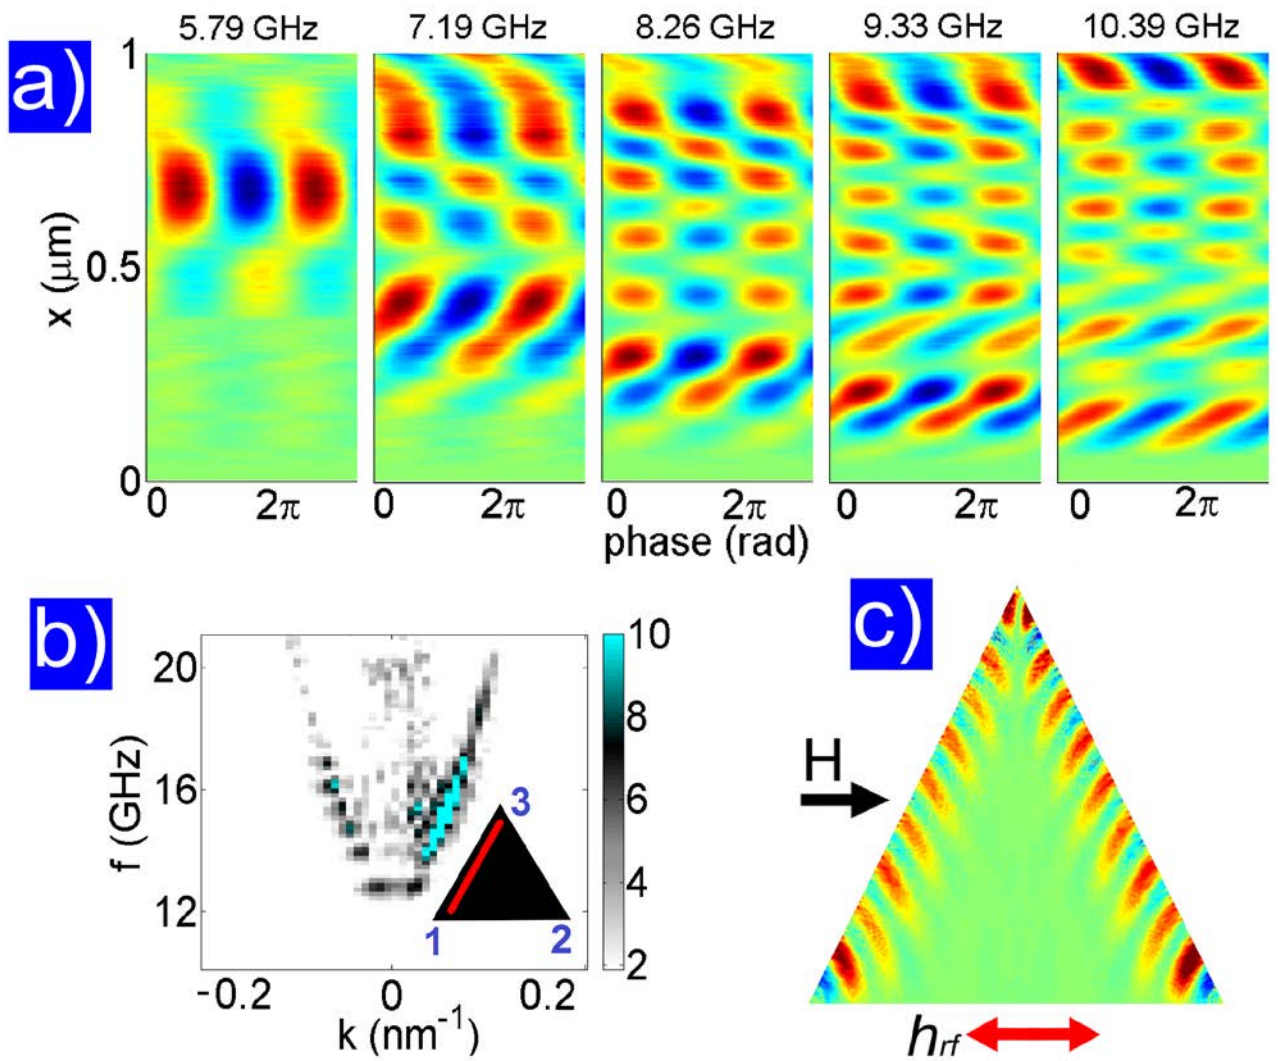 a)
5.79 GHz 7.19 GHz 8.26 GHz 9.33 GHz 10.39 GHz
1
0.5
0
x (μm)
0 2π 0 2π 0 2π 0 2π 0 2π
phase (rad)
b)
20
16
12
f (GHz)
-0.2 0 0.2
k (nm⁻¹)
10
8
6
4
2
3
1 2
c)
H
hrf